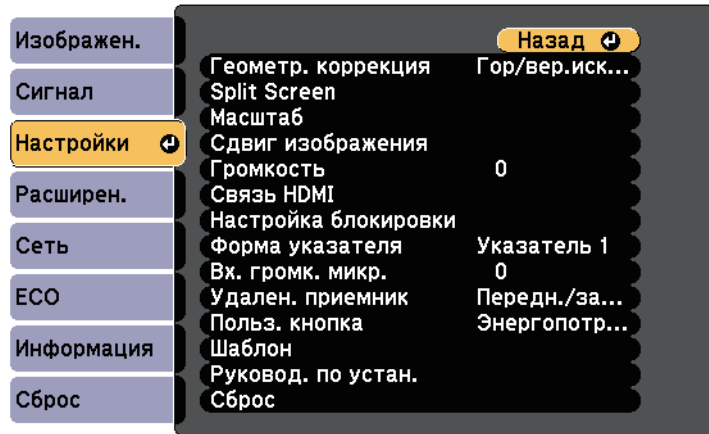 Изображен.
Сигнал
Настройки
Расширен.
Сеть
ECO
Информация
Сброс
Назад
Геометр. коррекция Гор/вер.иск...
Split Screen
Масштаб
Сдвиг изображения
Громкость 0
Связь HDMI
Настройка блокировки
Форма указателя Указатель 1
Вх. громк. микр. 0
Удален. приемник Передн./за...
Польз. кнопка Энергопотр...
Шаблон
Руковод. по устан.
Сброс